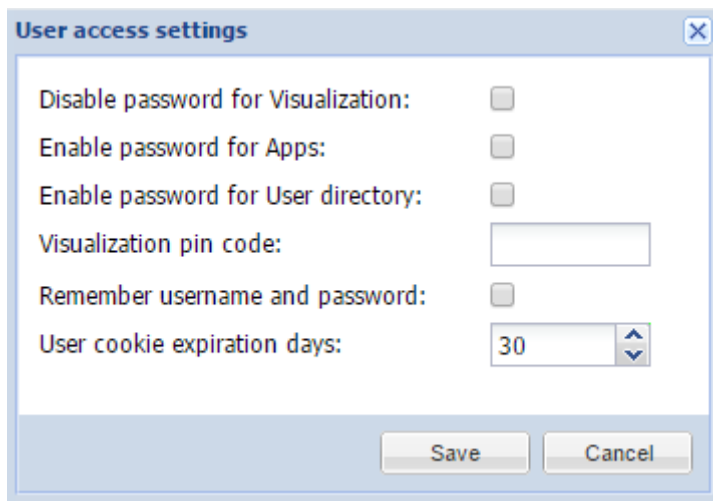 User access settings
Disable password for Visualization:
Enable password for Apps:
Enable password for User directory:
Visualization pin code:
Remember username and password:
User cookie expiration days: 30
Save Cancel